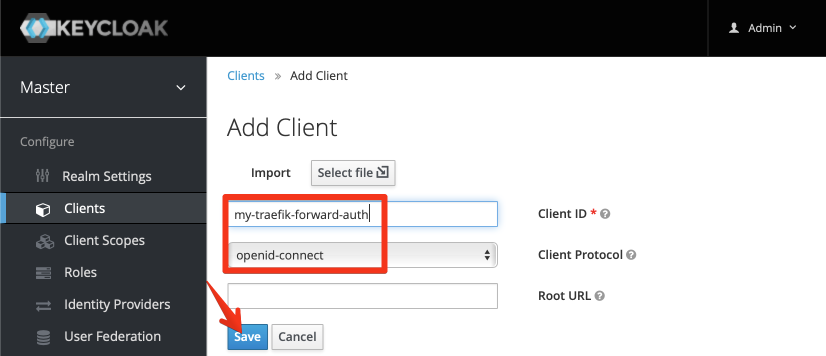 KEYCLOAK
Admin
Master
Clients » Add Client
Add Client
Configure
Import Select file
Realm Settings
my-traefik-forward-auth Client ID *
Clients
Client Scopes
openid-connect Client Protocol
Roles
Root URL
Identity Providers
User Federation
Save Cancel